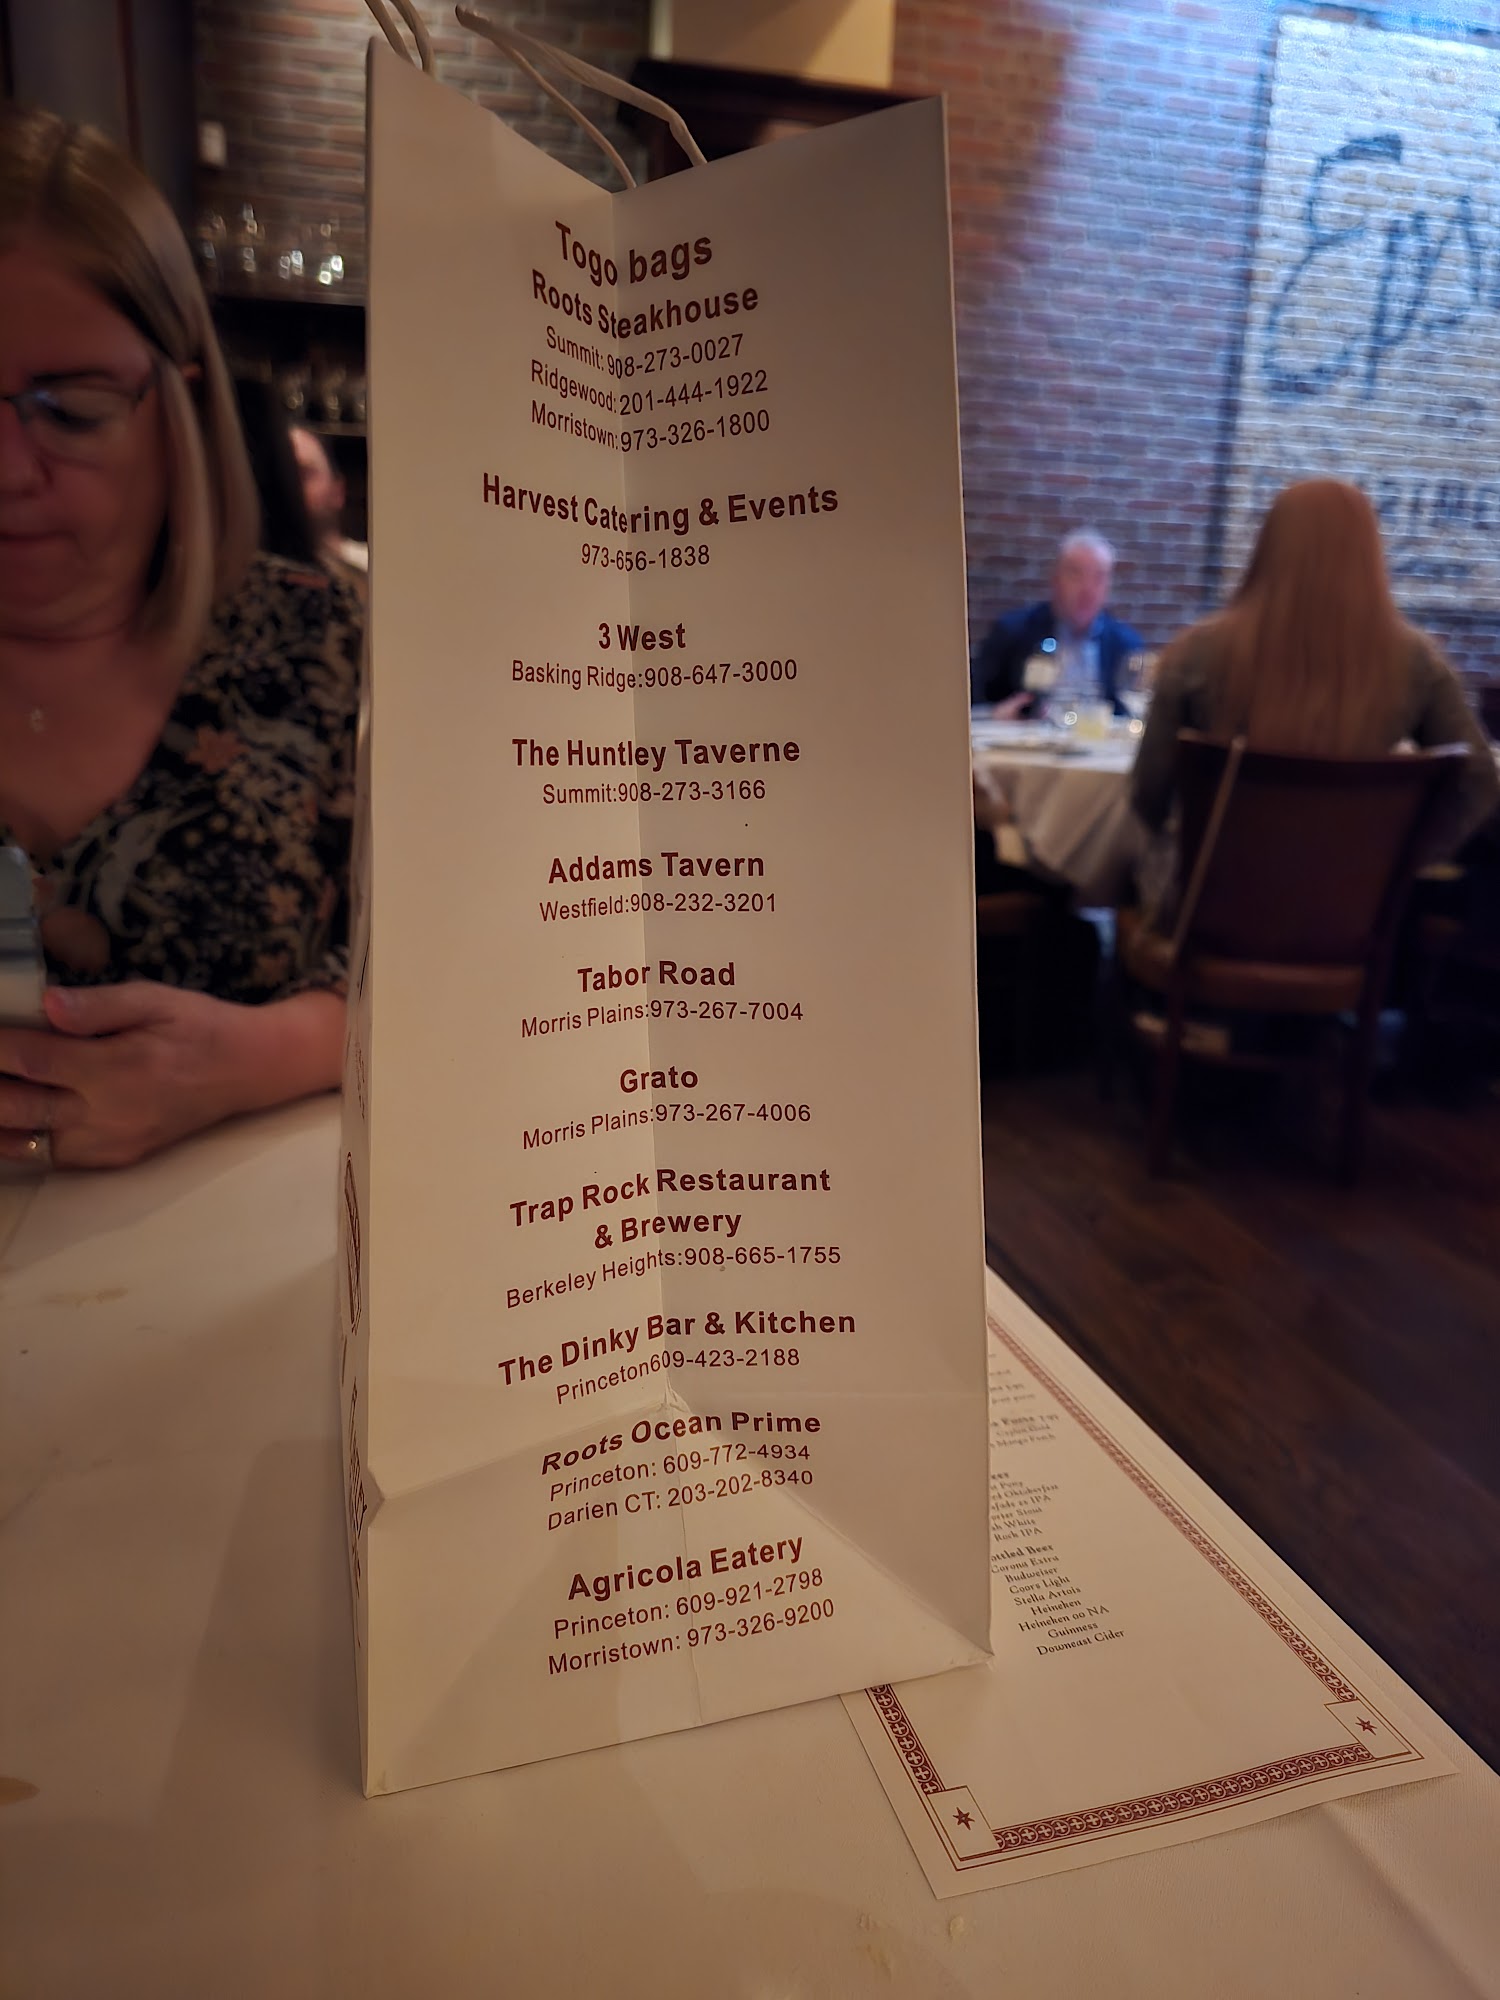 Togo bags
Roots Steakhouse
Summit: 908-273-0027
Ridgewood: 201-444-1922
Morristown: 973-326-1800
Harvest Catering & Events
973-656-1838
3 West
Basking Ridge:908-647-3000
The Huntley Taverne
Summit:908-273-3166
Addams Tavern
Westfield:908-232-3201
Tabor Road
Morris Plains:973-267-7004
Grato
Morris Plains:973-267-4006
Trap Rock Restaurant
& Brewery
Berkeley Heights:908-665-1755
The Dinky Bar & Kitchen
Princeton609-423-2188
Roots Ocean Prime
Princeton: 609-772-4934
Darien CT: 203-202-8340
Agricola Eatery
Princeton: 609-921-2798
Morristown: 973-326-9200
Rock IPA
Beer
Corona Extra
Budweiser
Coors Light
Stella Artois
Heineken
Heineken 00 NA
Guinness
Downeast Cider